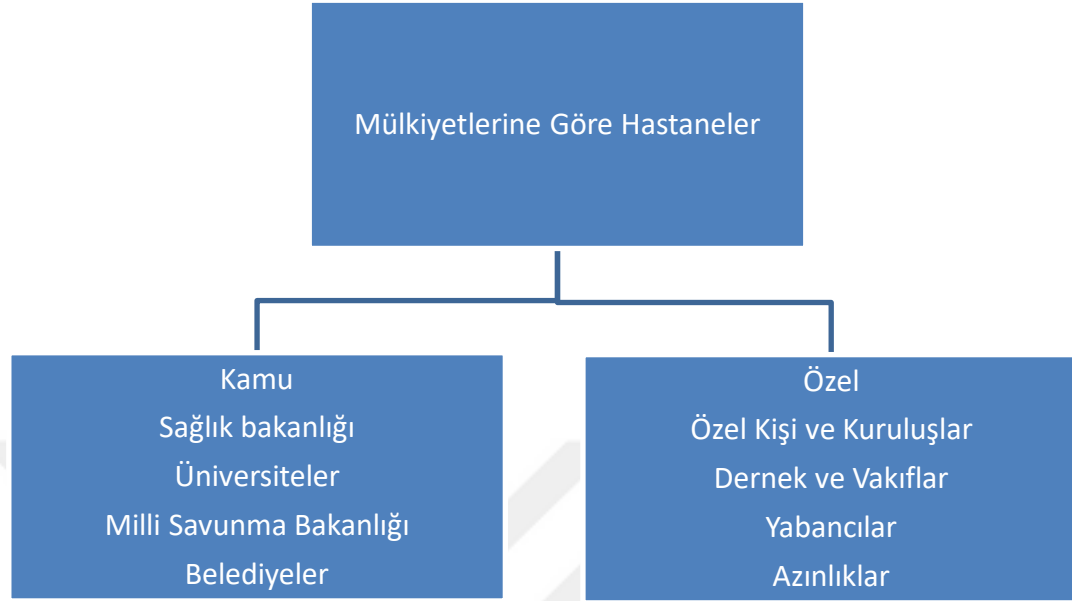 Mülkiyetlerine Göre Hastaneler
Kamu
Sağlık bakanlığı
Üniversiteler
Milli Savunma Bakanlığı
Belediyeler
Özel
Özel Kişi ve Kuruluşlar
Dernek ve Vakıflar
Yabancılar
Azınlıklar